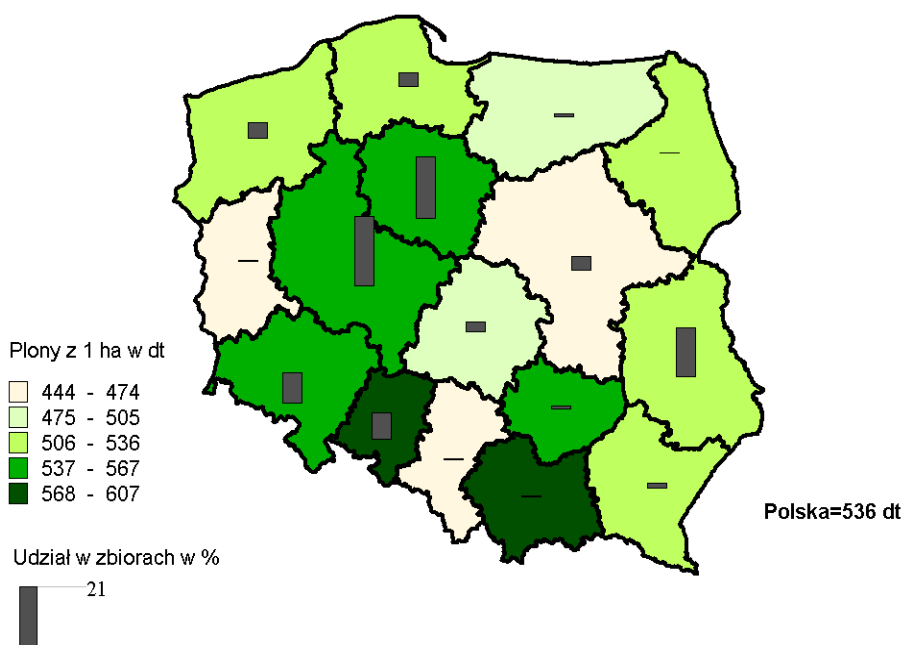 Plony z 1 ha w dt
444 - 474
475 - 505
506 - 536
537 - 567
568 - 607
Polska=536 dt
Udział w zbiorach w %
21